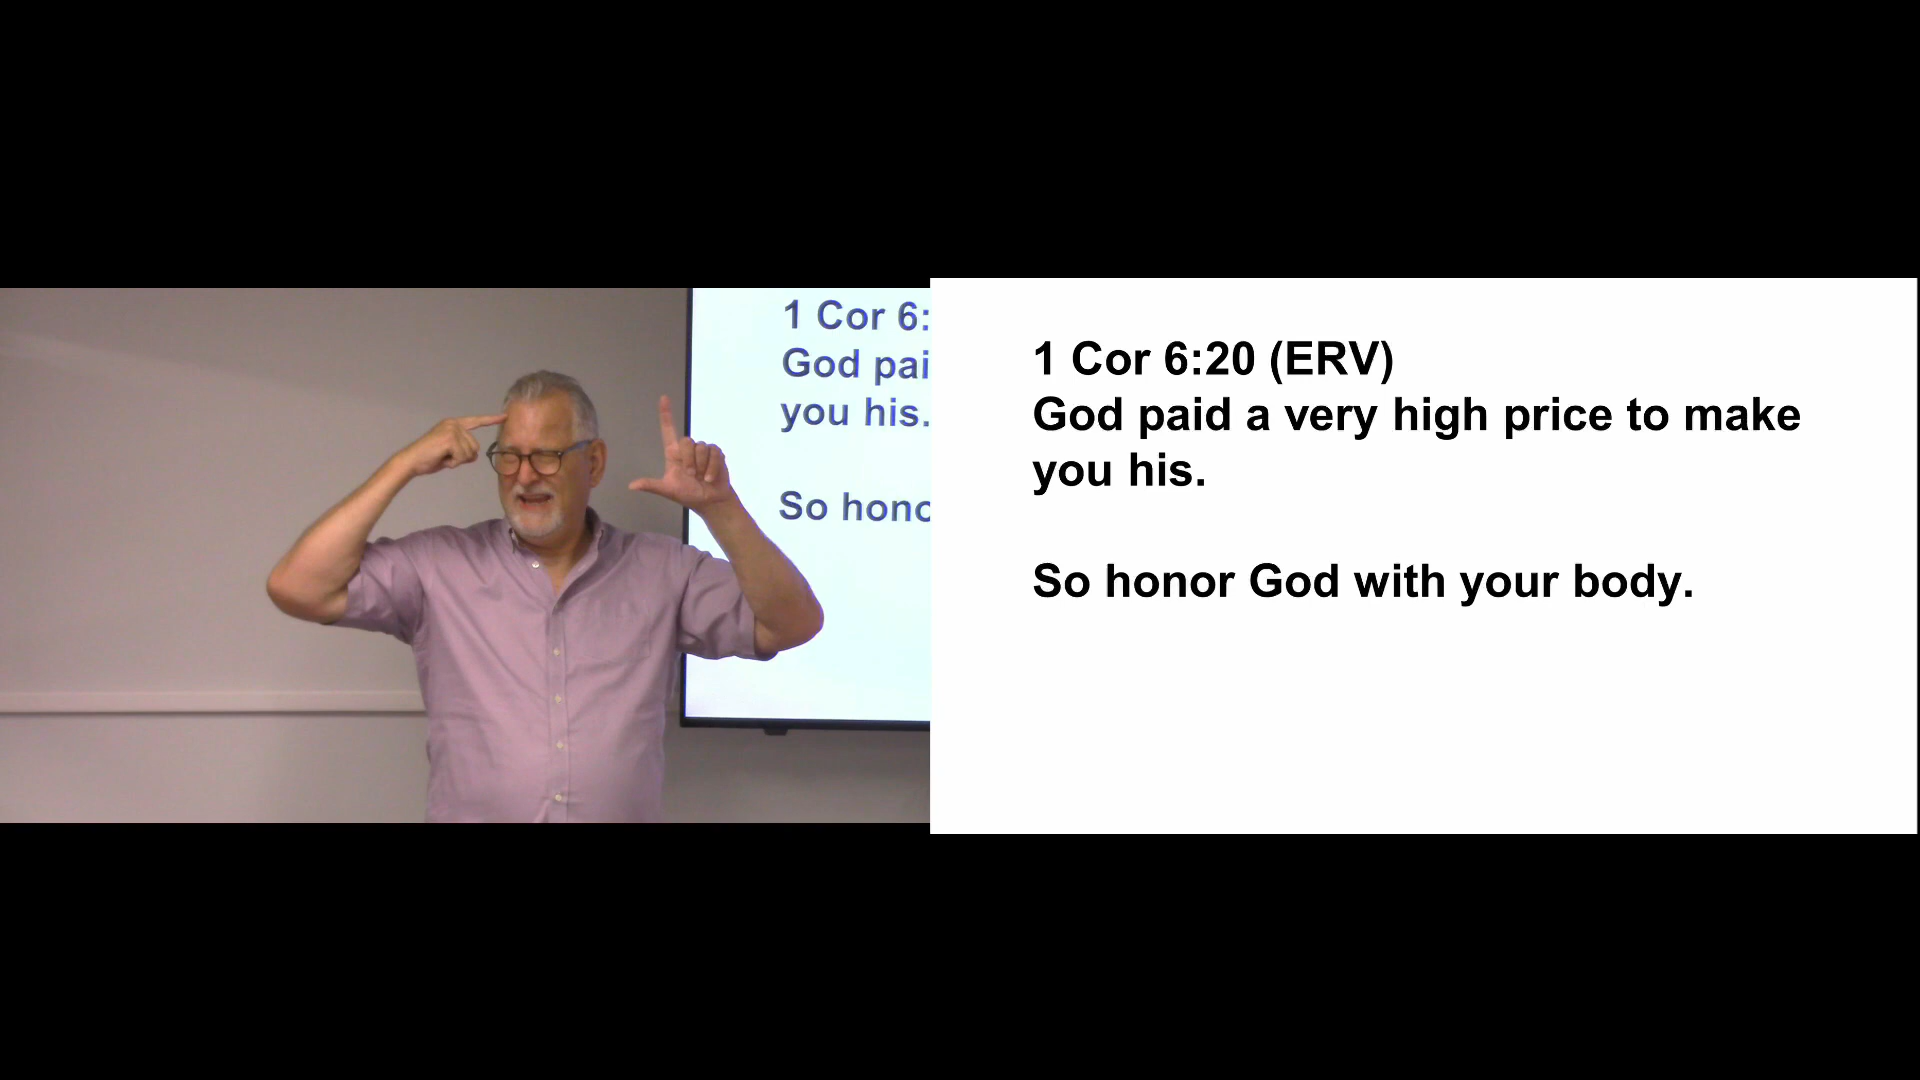 1 Cor 6:
God pai
you his.
So hono
1 Cor 6:20 (ERV)
God paid a very high price to make
you his.
So honor God with your body.